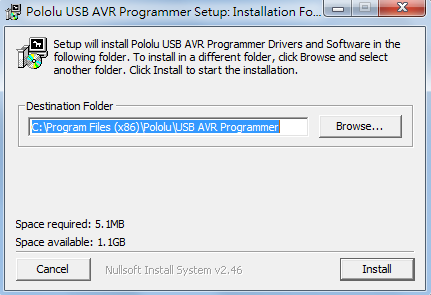 Pololu USB AVR Programmer Setup: Installation Fo...
Setup will install Pololu USB AVR Programmer Drivers and Software in the
following folder. To install in a different folder, click Browse and select
another folder. Click Install to start the installation.
Destination Folder
C:\Program Files (x86)\Pololu\USB AVR Programmer
Browse...
Space required: 5.1MB
Space available: 1.1GB
Cancel
Nullsoft Install System v2.46
Install